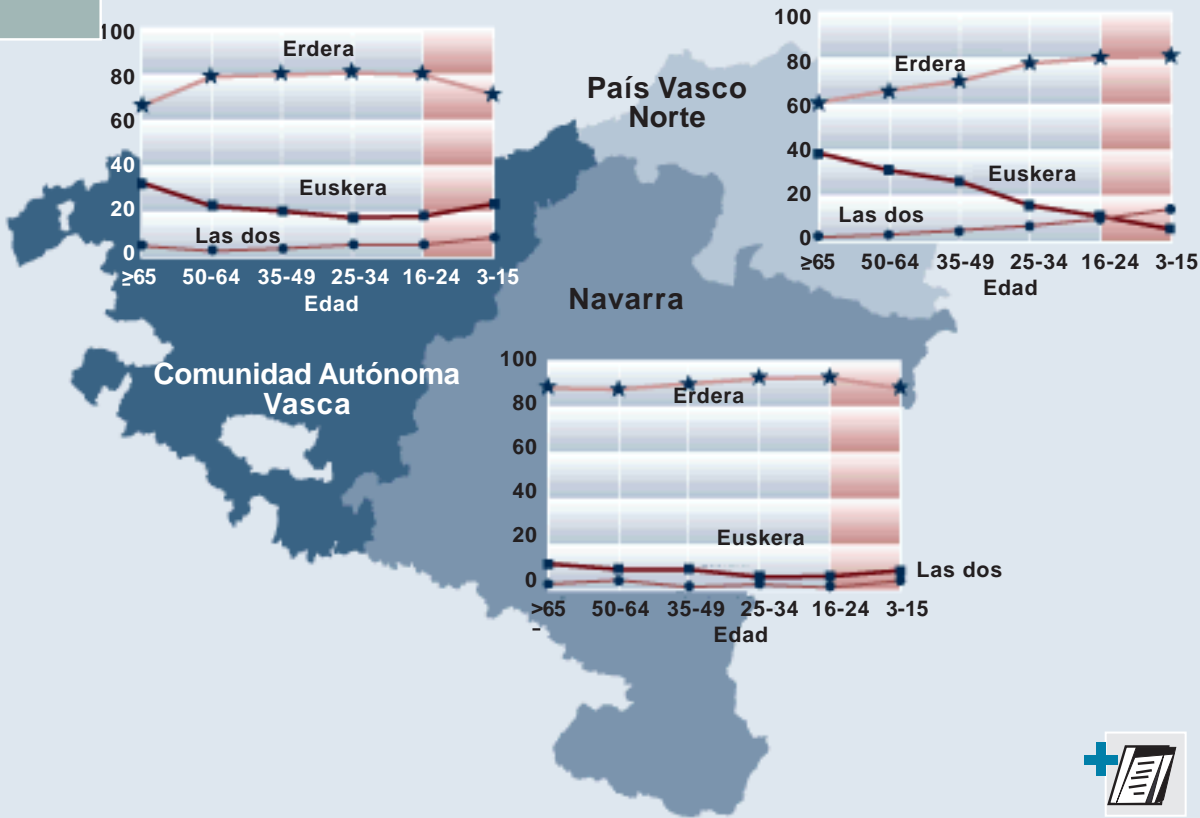 100
80
60
40
20
0
Erdera
Euskera
Las dos
≥65 50-64 35-49 25-34 16-24 3-15
Edad
País Vasco
Norte
100
80
60
40
20
0
Erdera
Euskera
Las dos
≥65 50-64 35-49 25-34 16-24 3-15
Edad
Navarra
Comunidad Autónoma
Vasca
100
80
60
40
20
0
Erdera
Euskera
Las dos
≥65 50-64 35-49 25-34 16-24 3-15
Edad